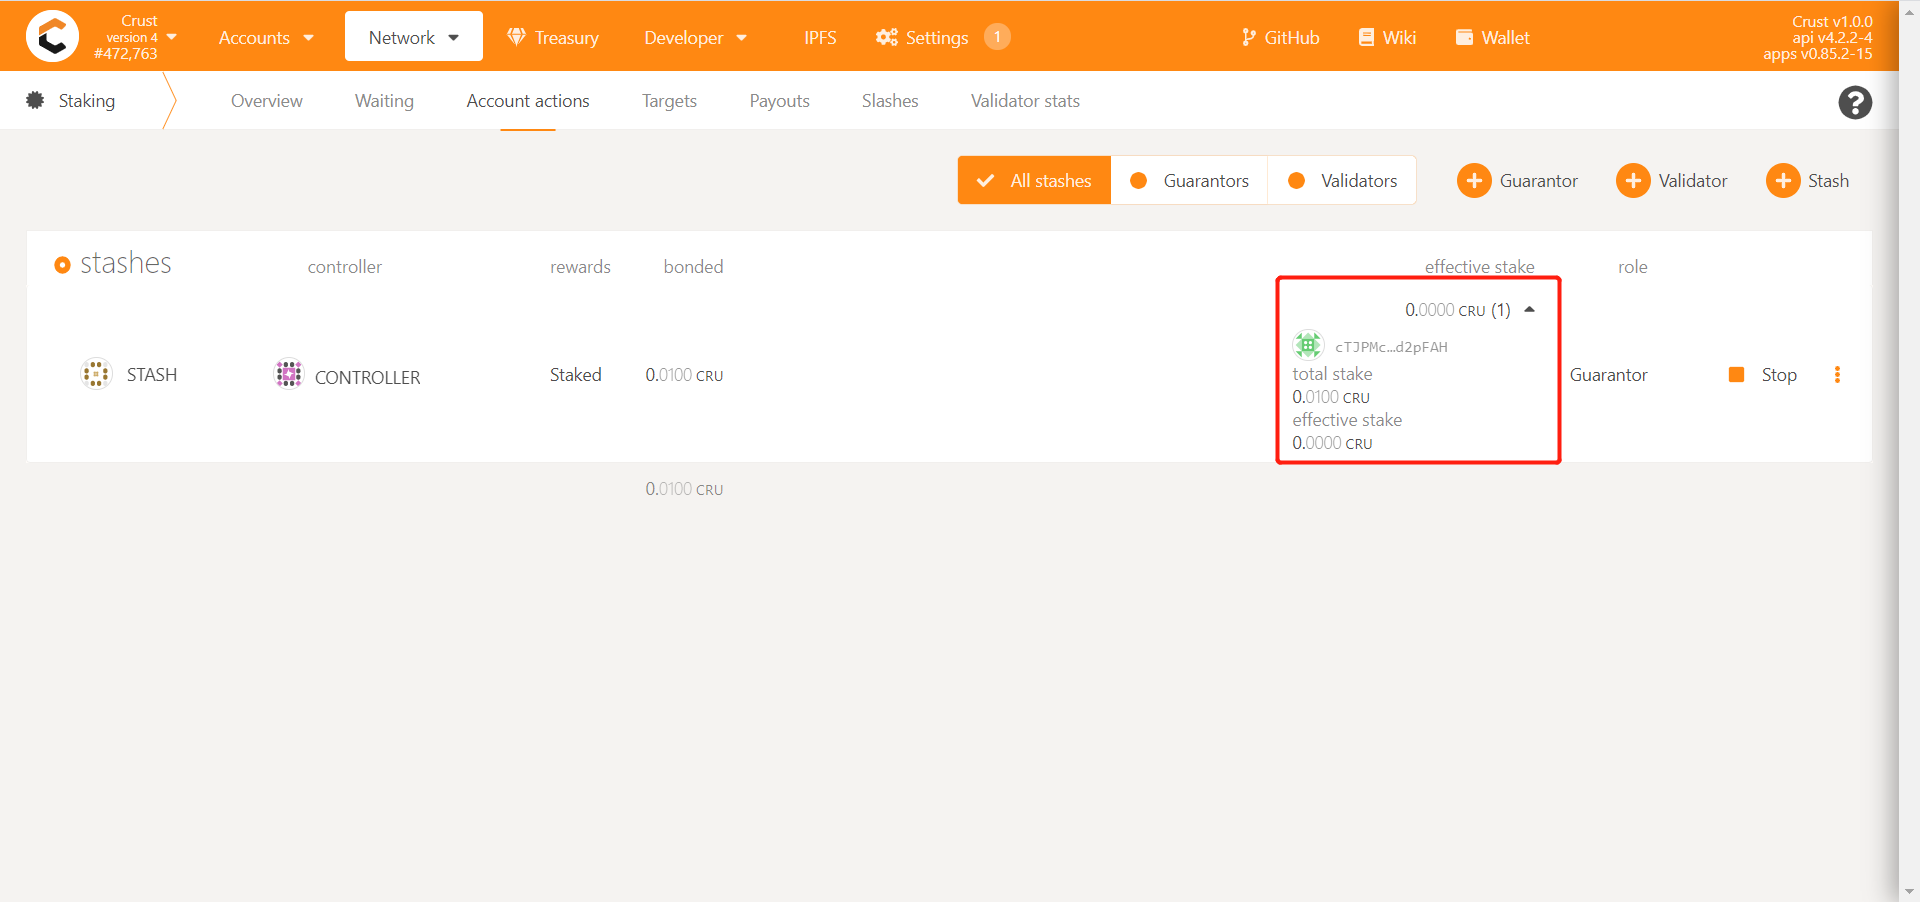 Crust
version 4
#472,763
Accounts
Network
Treasury
Developer
IPFS
Settings
1
GitHub
Wiki
Wallet
Crust v1.0.0
api v4.2.2-4
apps v0.85.2-15
Staking
Overview
Waiting
Account actions
Targets
Payouts
Slashes
Validator stats
?
All stashes
Guarantors
Validators
Guarantor
Validator
Stash
stashes
controller
rewards
bonded
effective stake
role
0.0000 CRU (1)
STASH
CONTROLLER
Staked
0.0100 CRU
cTJPMc…d2pFAH
total stake
0.0100 CRU
effective stake
0.0000 CRU
Guarantor
Stop
0.0100 CRU